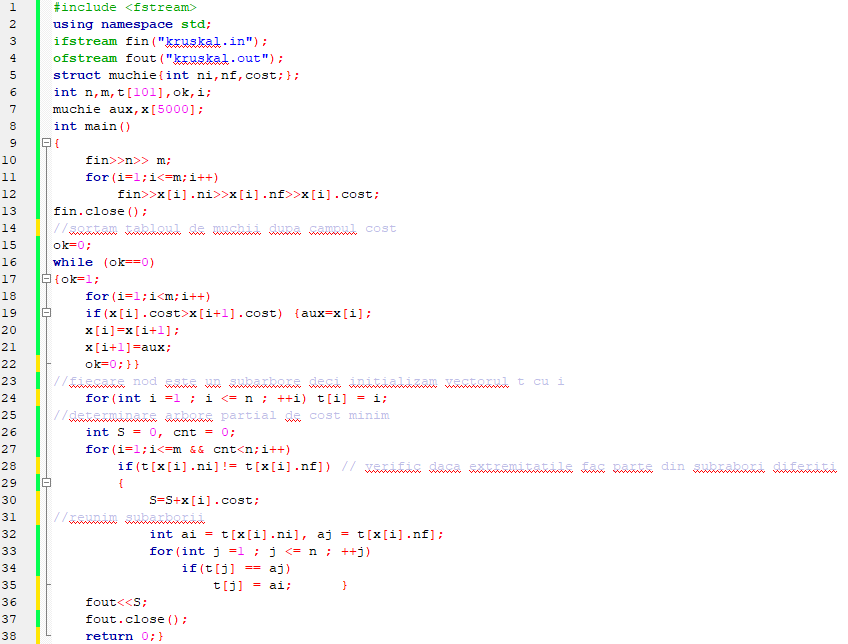 1 #include <fstream>
2 using namespace std;
3 ifstream fin("kruskal.in");
4 ofstream fout("kruskal.out");
5 struct muchie{int ni,nf,cost;};
6 int n,m,t[101],ok,i;
7 muchie aux,x[5000];
8 int main()
9 {
10 fin>>n>> m;
11 for(i=1;i<=m;i++)
12 fin>>x[i].ni>>x[i].nf>>x[i].cost;
13 fin.close();
14 //sortam tabloul de muchii dupa campul cost
15 ok=0;
16 while (ok==0)
17 {ok=1;
18 for(i=1;i<m;i++)
19 if(x[i].cost>x[i+1].cost) {aux=x[i];
20 x[i]=x[i+1];
21 x[i+1]=aux;
22 ok=0;}}
23 //fiecare nod este un subarbore deci initializam vectorul t cu i
24 for(int i =1 ; i <= n ; ++i) t[i] = i;
25 //determinare arbore partial de cost minim
26 int S = 0, cnt = 0;
27 for(i=1;i<=m && cnt<n;i++)
28 if(t[x[i].ni]!= t[x[i].nf]) // verific daca extremitatile fac parte din subrabori diferiti
29 {
30 S=S+x[i].cost;
31 //reunim subarborii
32 int ai = t[x[i].ni], aj = t[x[i].nf];
33 for(int j =1 ; j <= n ; ++j)
34 if(t[j] == aj)
35 t[j] = ai; }
36 fout<<S;
37 fout.close();
38 return 0;}